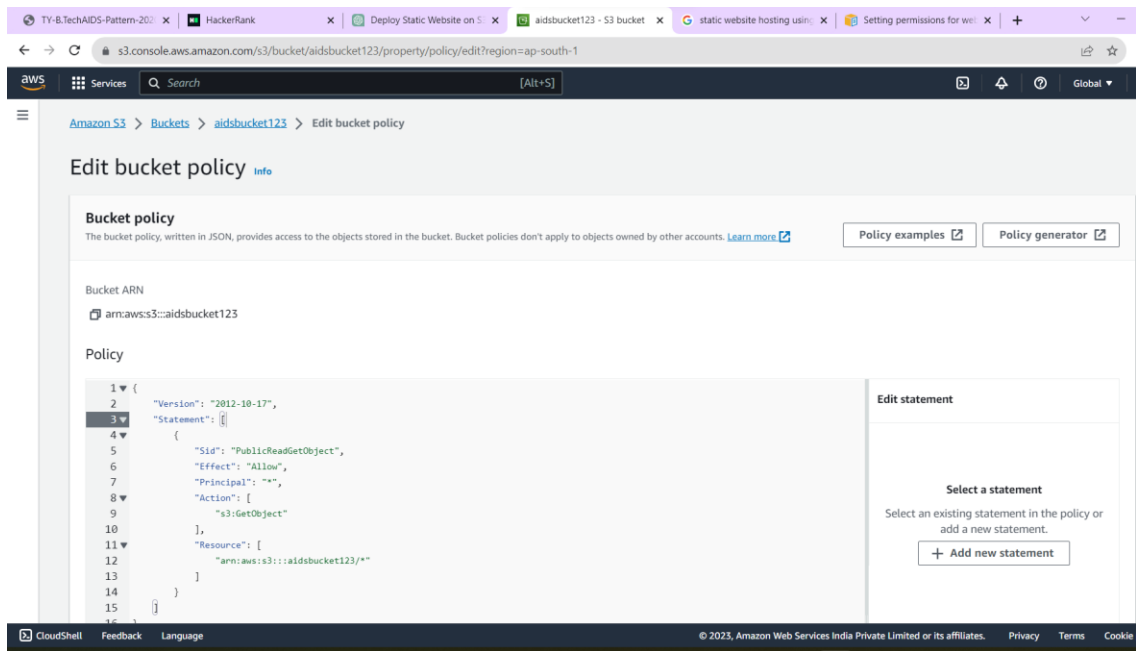 TY-B.TechAIDS-Pattern-202
HackerRank
Deploy Static Website on S
aidsbucket123 - S3 bucket
static website hosting using
Setting permissions for web
s3.console.aws.amazon.com/s3/bucket/aidsbucket123/property/policy/edit?region=ap-south-1
aws Services Search [Alt+S] Global
Amazon S3 > Buckets > aidsbucket123 > Edit bucket policy
Edit bucket policy Info
Bucket policy
The bucket policy, written in JSON, provides access to the objects stored in the bucket. Bucket policies don't apply to objects owned by other accounts. Learn more
Policy examples
Policy generator
Bucket ARN
arn:aws:s3:::aidsbucket123
Policy
1 {
2 "Version": "2012-10-17",
3 "Statement": [
4 {
5 "Sid": "PublicReadGetObject",
6 "Effect": "Allow",
7 "Principal": "*",
8 "Action": [
9 "s3:GetObject"
10 ],
11 "Resource": [
12 "arn:aws:s3:::aidsbucket123/*"
13 ]
14 }
15 ]
16 }
Edit statement
Select a statement
Select an existing statement in the policy or
add a new statement.
+ Add new statement
CloudShell Feedback Language © 2023, Amazon Web Services India Private Limited or its affiliates. Privacy Terms Cookie